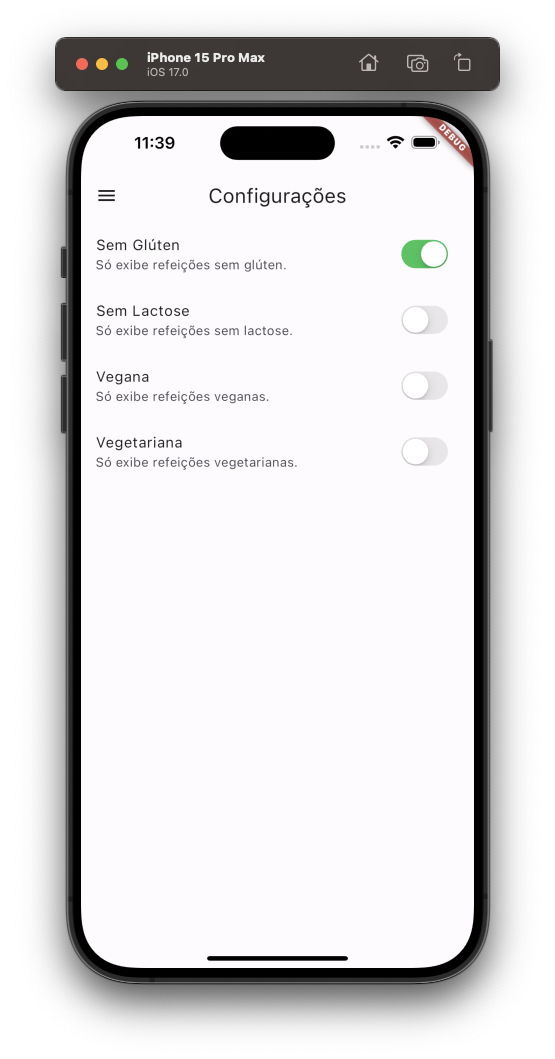 iPhone 15 Pro Max
iOS 17.0
11:39
DEBUG
Configurações
Sem Glúten
Só exibe refeições sem glúten.
Sem Lactose
Só exibe refeições sem lactose.
Vegana
Só exibe refeições veganas.
Vegetariana
Só exibe refeições vegetarianas.